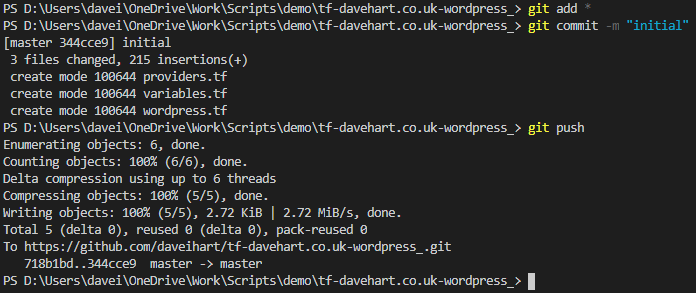 PS D:\Users\davei\OneDrive\Work\Scripts\demo\tf-davehart.co.uk-wordpress_> git add *
PS D:\Users\davei\OneDrive\Work\Scripts\demo\tf-davehart.co.uk-wordpress_> git commit -m "initial"
[master 344cce9] initial
 3 files changed, 215 insertions(+)
 create mode 100644 providers.tf
 create mode 100644 variables.tf
 create mode 100644 wordpress.tf
PS D:\Users\davei\OneDrive\Work\Scripts\demo\tf-davehart.co.uk-wordpress_> git push
Enumerating objects: 6, done.
Counting objects: 100% (6/6), done.
Delta compression using up to 6 threads
Compressing objects: 100% (5/5), done.
Writing objects: 100% (5/5), 2.72 KiB | 2.72 MiB/s, done.
Total 5 (delta 0), reused 0 (delta 0), pack-reused 0
To https://github.com/daveihart/tf-davehart.co.uk-wordpress_.git
   718b1bd..344cce9  master -> master
PS D:\Users\davei\OneDrive\Work\Scripts\demo\tf-davehart.co.uk-wordpress_>